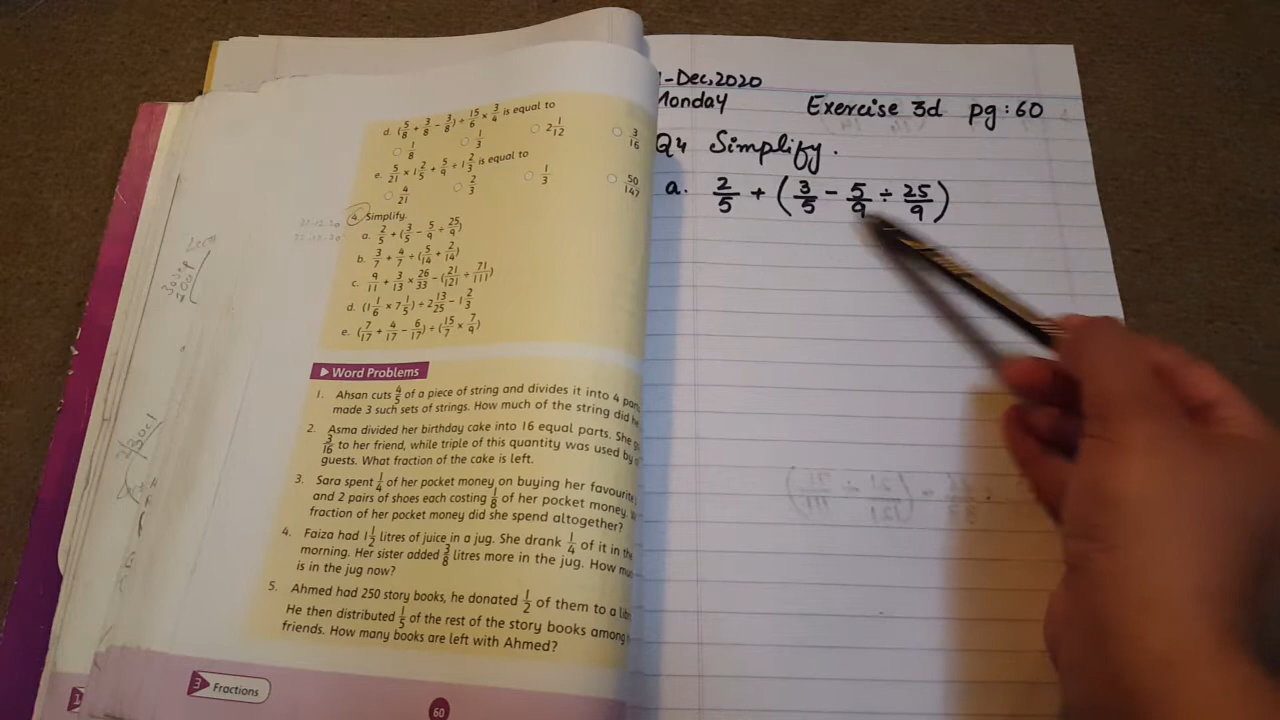 d. (5/8 + 3/8 − 3/8) ÷ 15/6 × 3/4 is equal to
1/8 1/3 2 1/12 3/16
e. 5/21 × 1 2/5 + 5/9 ÷ 1 2/3 is equal to
4/21 2/3 1/3 50/147
4. Simplify.
a. 2/5 + (3/5 − 5/9 ÷ 25/9)
b. 3/7 + 4/7 ÷ (5/14 + 2/14)
c. 9/11 + 3/13 × 26/33 − (21/121 ÷ 71/111)
d. (1 1/6 × 7 1/5) ÷ 2 13/25 − 1 2/3
e. (7/17 + 4/17 − 6/17) ÷ (15/7 × 7/9)
Word Problems
1. Ahsan cuts 4/5 of a piece of string and divides it into 4
made 3 such sets of strings. How much of the string did
2. Asma divided her birthday cake into 16 equal parts. She
3/16 to her friend, while triple of this quantity was used by
guests. What fraction of the cake is left.
3. Sara spent 1/4 of her pocket money on buying her favourite
and 2 pairs of shoes each costing 1/8 of her pocket money.
fraction of her pocket money did she spend altogether?
4. Faiza had 1 1/2 litres of juice in a jug. She drank 1/4 of it in the
morning. Her sister added 3/8 litres more in the jug. How
is in the jug now?
5. Ahmed had 250 story books, he donated 1/2 of them to a
He then distributed 1/5 of the rest of the story books among
friends. How many books are left with Ahmed?
3 Fractions
60
-Dec, 2020
Monday Exercise 3d pg: 60
Q4 Simplify.
a. 2/5 + (3/5 − 5/9 ÷ 25/9)